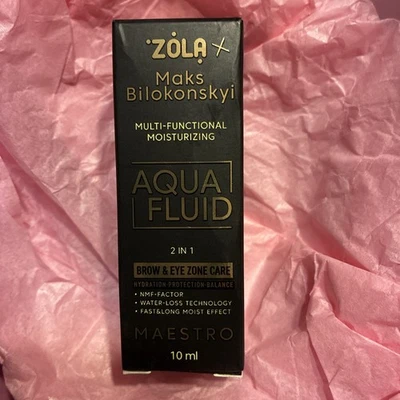 ZOLA X
Maks
Bilokonskyi
MULTI-FUNCTIONAL
MOISTURIZING
AQUA
FLUID
2 IN 1
BROW & EYE ZONE CARE
HYDRATION·PROTECTION·BALANCE
• NMF-FACTOR
• WATER-LOSS TECHNOLOGY
• FAST&LONG MOIST EFFECT
MAESTRO
10 ml